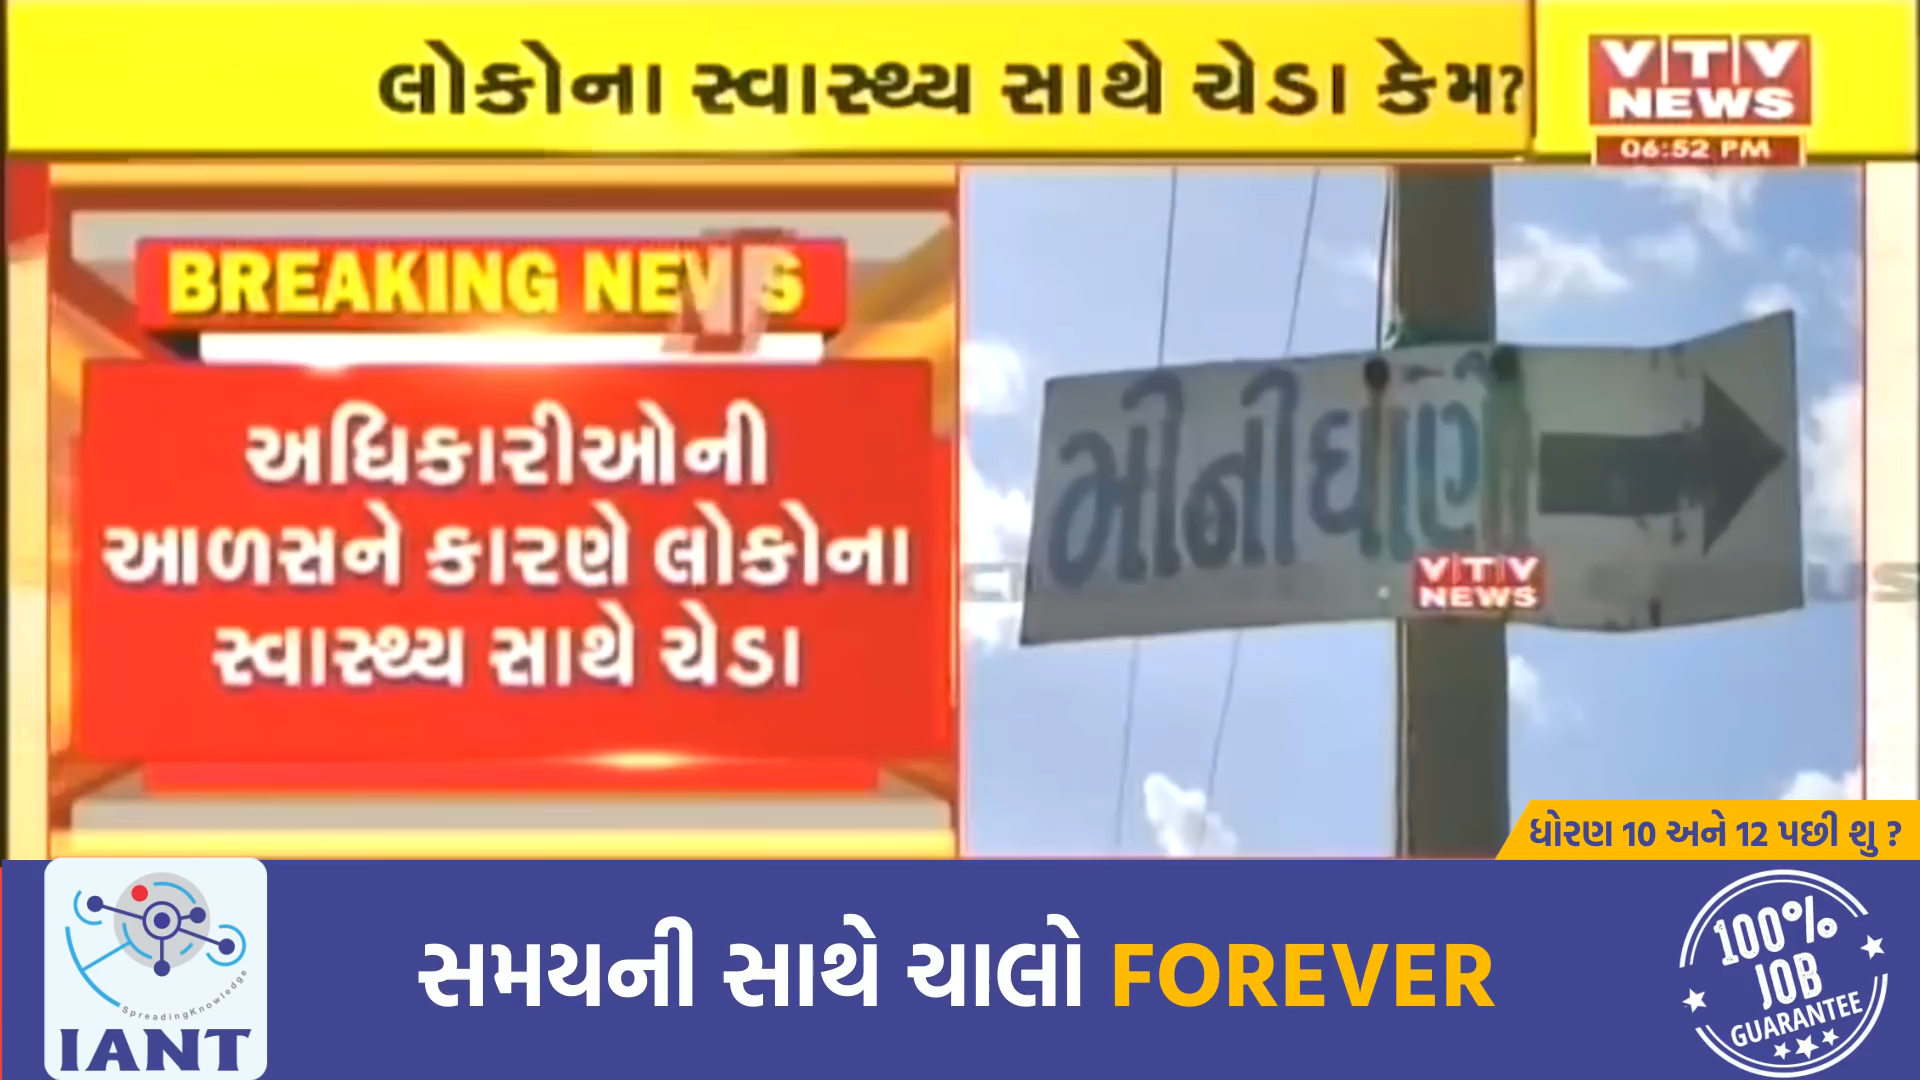 લોકોના સ્વાસ્થ્ય સાથે ચેડા કેમ?
VTV
NEWS
06:52 PM
BREAKING NEWS
અધિકારીઓની
આળસને કારણે લોકોના
સ્વાસ્થ્ય સાથે ચેડા
મીનીઘાણી
VTV
NEWS
ધોરણ 10 અને 12 પછી શુ ?
SpreadingKnowledge
IANT
સમયની સાથે ચાલો FOREVER
100%
JOB
GUARANTEE